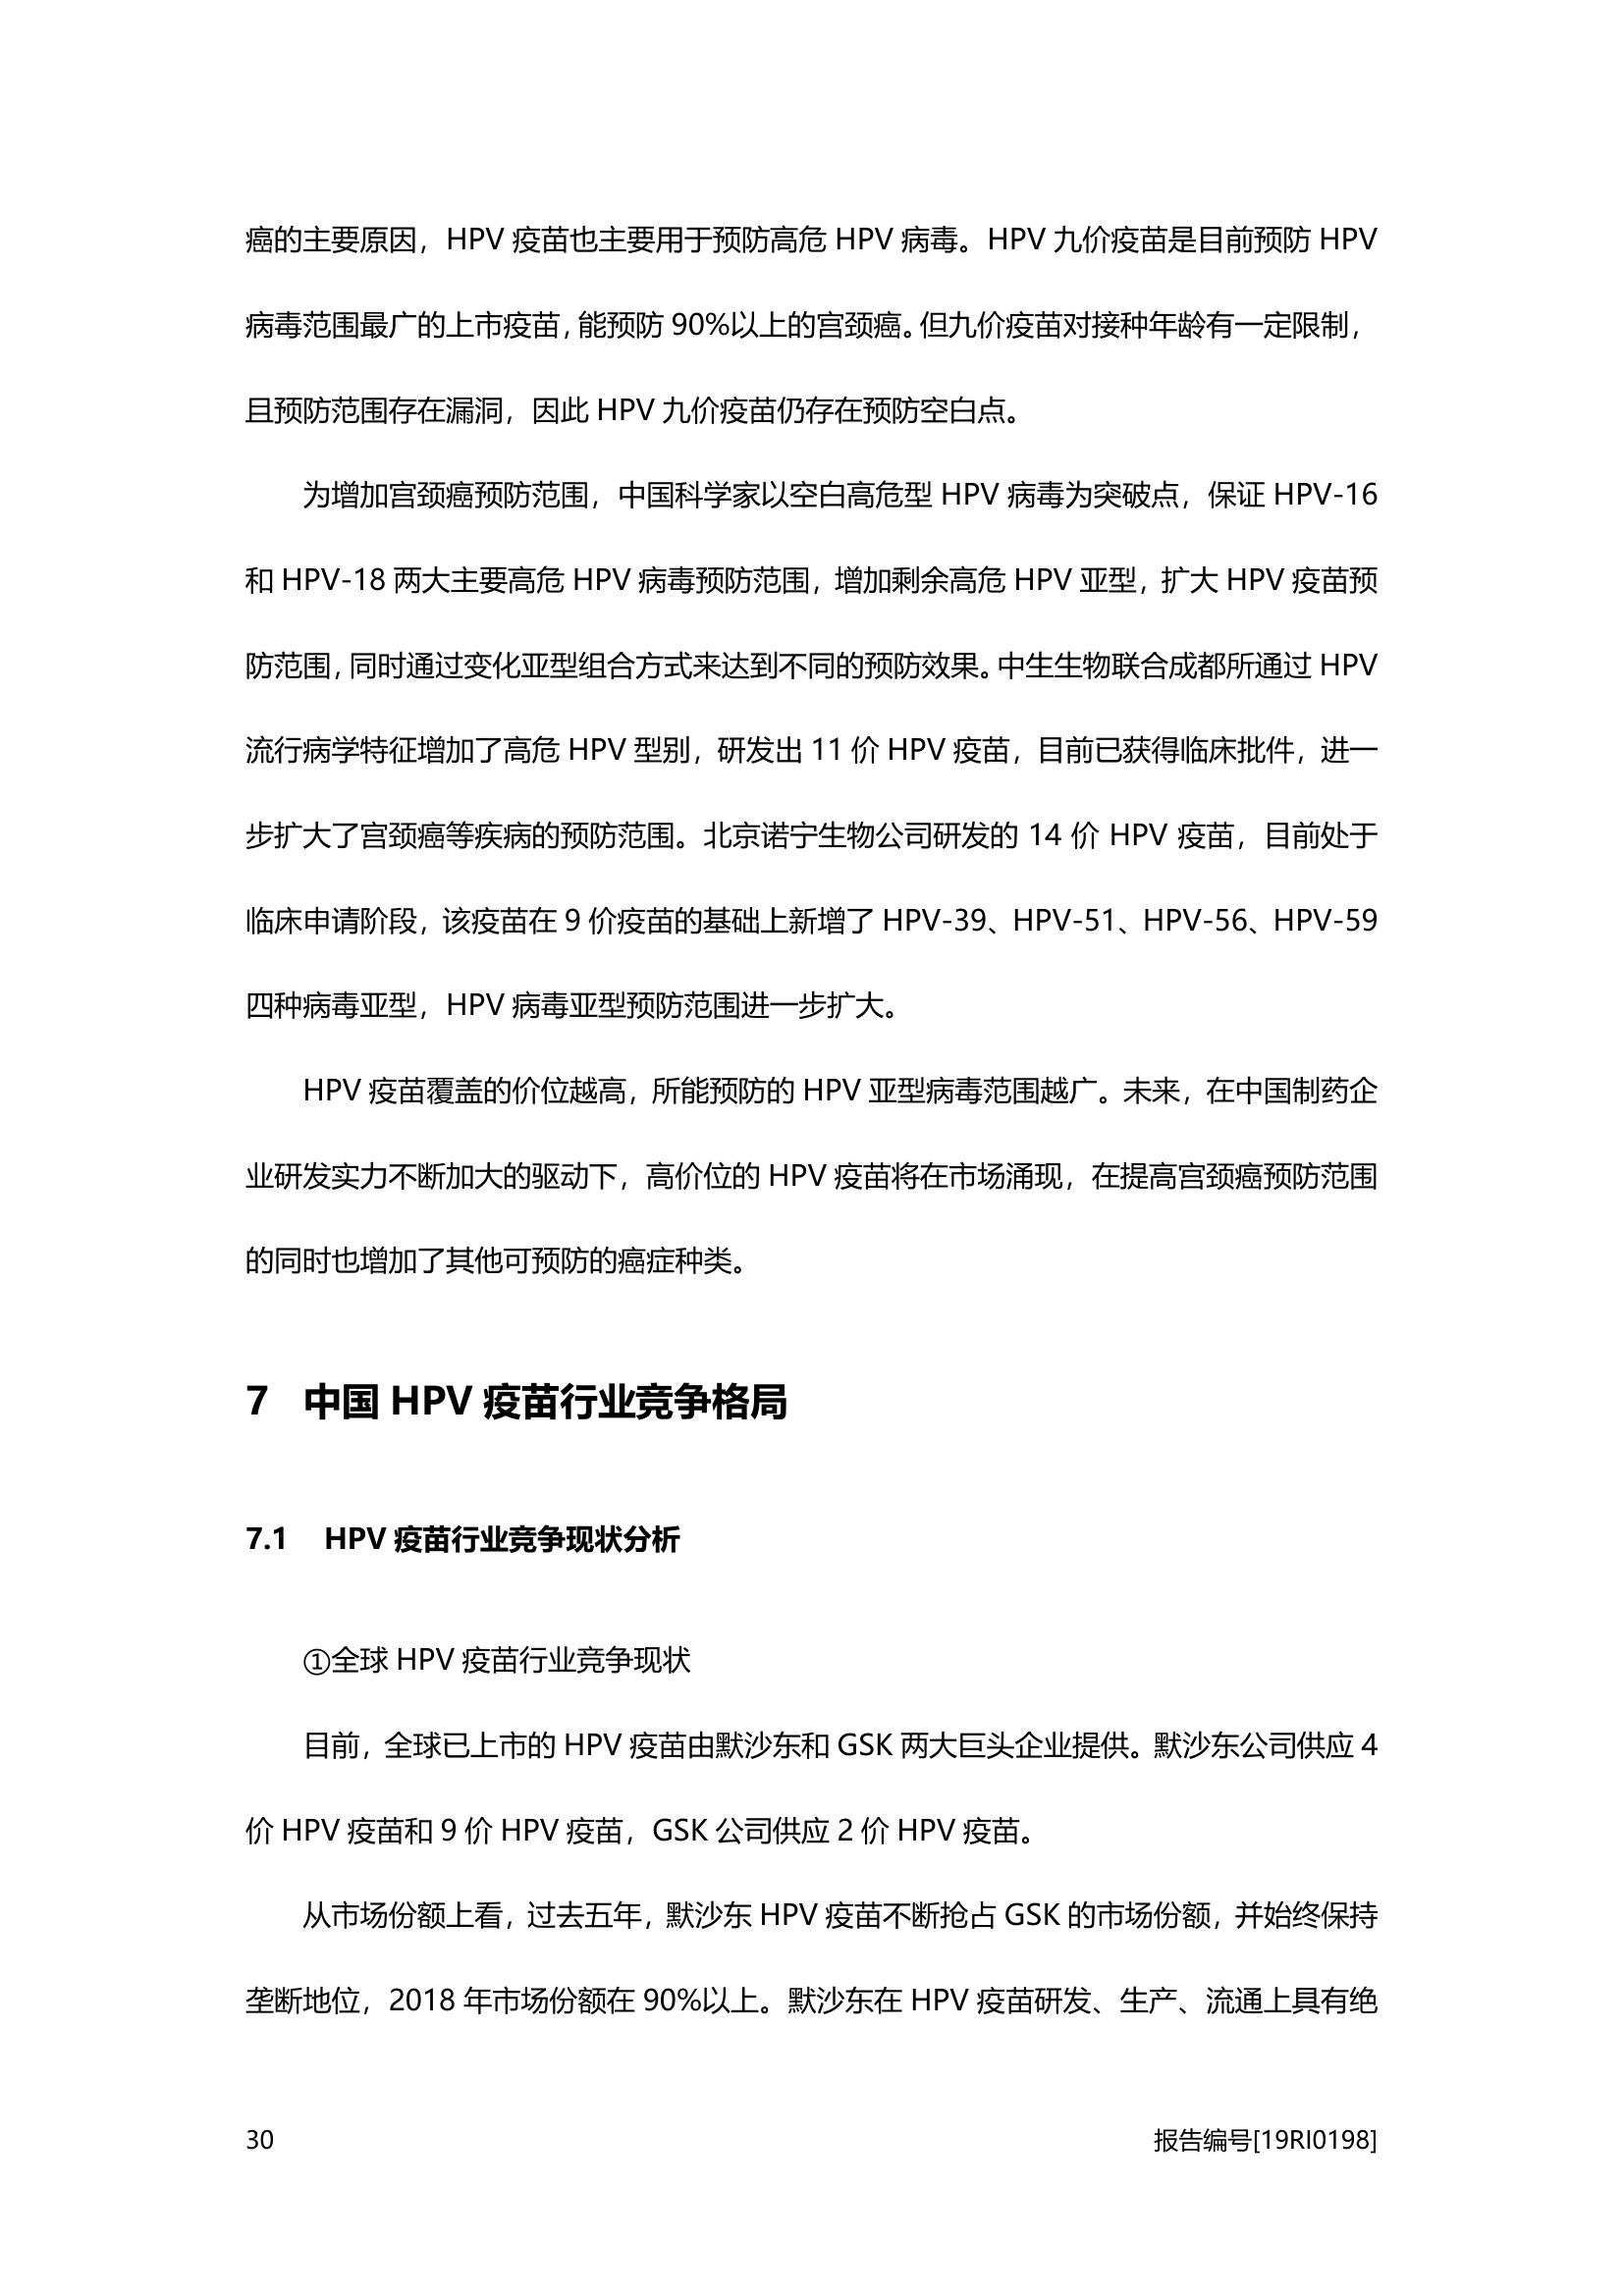 癌的主要原因，HPV 疫苗也主要用于预防高危 HPV 病毒。HPV 九价疫苗是目前预防 HPV
病毒范围最广的上市疫苗，能预防 90%以上的宫颈癌。但九价疫苗对接种年龄有一定限制，
且预防范围存在漏洞，因此 HPV 九价疫苗仍存在预防空白点。
为增加宫颈癌预防范围，中国科学家以空白高危型 HPV 病毒为突破点，保证 HPV-16
和 HPV-18 两大主要高危 HPV 病毒预防范围，增加剩余高危 HPV 亚型，扩大 HPV 疫苗预
防范围，同时通过变化亚型组合方式来达到不同的预防效果。中生生物联合成都所通过 HPV
流行病学特征增加了高危 HPV 型别，研发出 11 价 HPV 疫苗，目前已获得临床批件，进一
步扩大了宫颈癌等疾病的预防范围。北京诺宁生物公司研发的 14 价 HPV 疫苗，目前处于
临床申请阶段，该疫苗在 9 价疫苗的基础上新增了 HPV-39、HPV-51、HPV-56、HPV-59
四种病毒亚型，HPV 病毒亚型预防范围进一步扩大。
HPV 疫苗覆盖的价位越高，所能预防的 HPV 亚型病毒范围越广。未来，在中国制药企
业研发实力不断加大的驱动下，高价位的 HPV 疫苗将在市场涌现，在提高宫颈癌预防范围
的同时也增加了其他可预防的癌症种类。
7 中国 HPV 疫苗行业竞争格局
7.1 HPV 疫苗行业竞争现状分析
①全球 HPV 疫苗行业竞争现状
目前，全球已上市的 HPV 疫苗由默沙东和 GSK 两大巨头企业提供。默沙东公司供应 4
价 HPV 疫苗和 9 价 HPV 疫苗，GSK 公司供应 2 价 HPV 疫苗。
从市场份额上看，过去五年，默沙东 HPV 疫苗不断抢占 GSK 的市场份额，并始终保持
垄断地位，2018 年市场份额在 90%以上。默沙东在 HPV 疫苗研发、生产、流通上具有绝
30 报告编号[19RI0198]